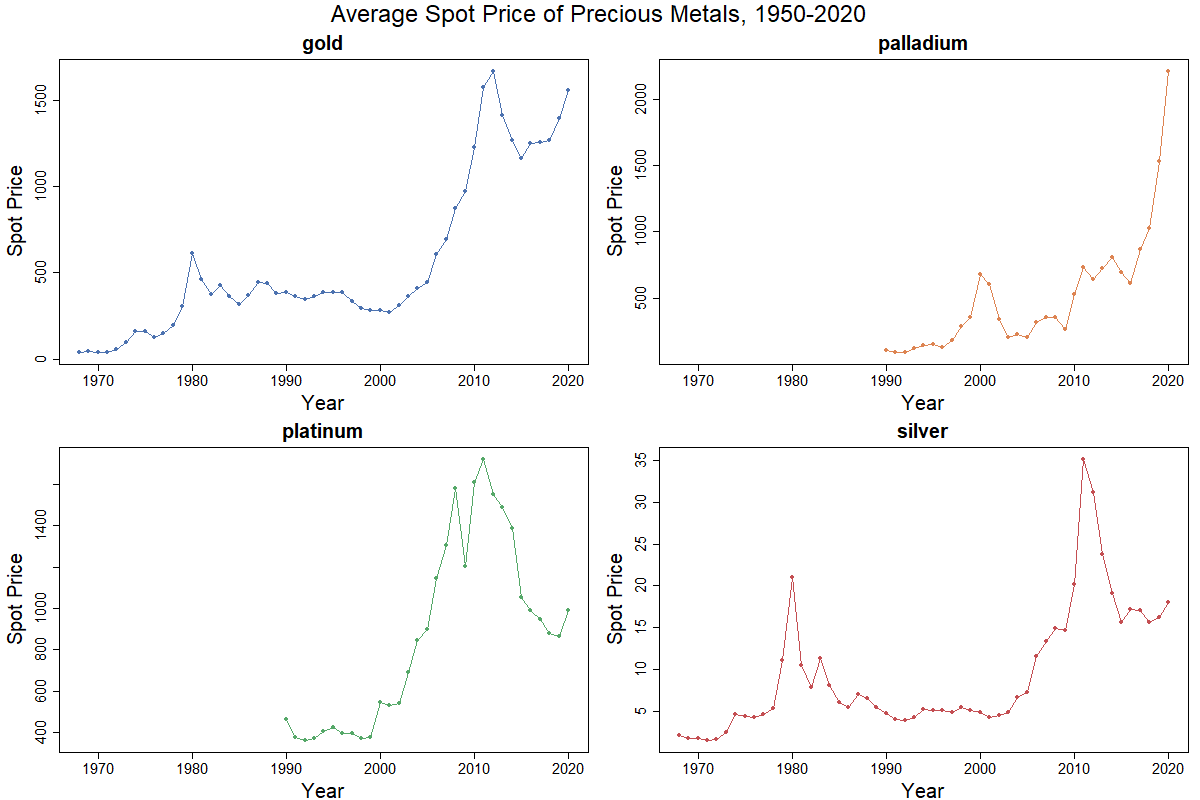 Average Spot Price of Precious Metals, 1950-2020
gold
Spot Price
0
500
1000
1500
1970 1980 1990 2000 2010 2020
Year
palladium
Spot Price
500
1000
1500
2000
1970 1980 1990 2000 2010 2020
Year
platinum
Spot Price
400
600
800
1000
1400
1970 1980 1990 2000 2010 2020
Year
silver
Spot Price
5
10
15
20
25
30
35
1970 1980 1990 2000 2010 2020
Year